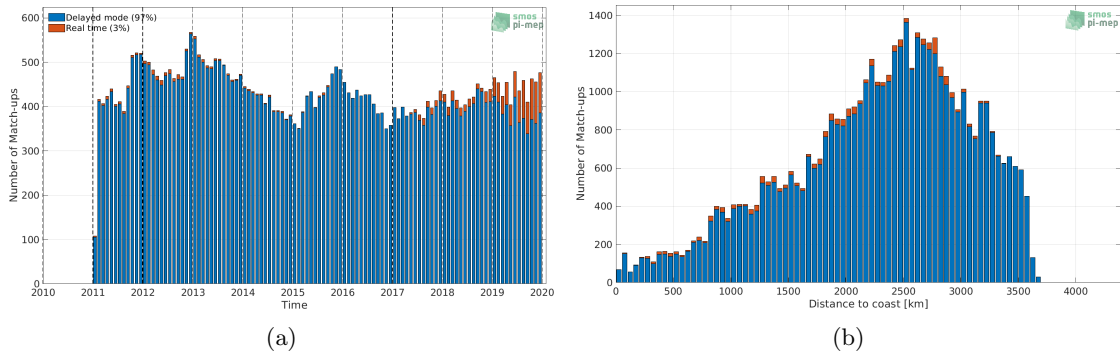 Delayed mode (97%)
Real time (3%)
smos
pi-mep
Number of Match-ups
600
500
400
300
200
100
0
2010 2011 2012 2013 2014 2015 2016 2017 2018 2019 2020
Time
(a)
smos
pi-mep
Number of Match-ups
1400
1200
1000
800
600
400
200
0
0 500 1000 1500 2000 2500 3000 3500 4000
Distance to coast [km]
(b)